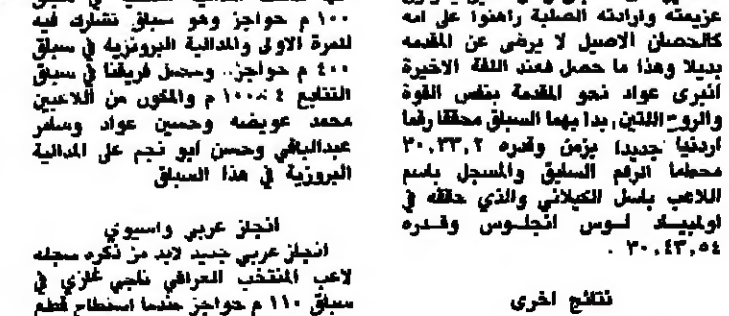 عزيمته وارادته الصلبة راهنوا على انه
كالحصان الاصيل لا يرضى عن المقدمه
بديلا وهذا ما حصل فعند اللفة الاخيرة
انبرى عواد نحو المقدمة بنفس القوة
والروح اللتين بدا بهما السباق محققا رقما
اردنيا جديدا بزمن وقدره ٣٠,٣٣,٢
محطما الرقم السابق والمسجل باسم
اللاعب باسل الكيلاني والذي حققه في
اولمبياد لوس انجلوس وقدره
٣٠,٤٣,٥٤ .
نتائج اخرى
١٠٠ م حواجز وهو سباق نشارك فيه
للمرة الاولى والمدالية البرونزيه في سباق
٤٠٠ م حواجز.. وحصل فريقنا في سباق
التتابع ٤ × ١٠٠ م والمكون من اللاعبين
محمد عويضه وحسين عواد وسامر
عبدالباقي وحسن ابو نجم على المدالية
البروزية في هذا السباق
انجاز عربي واسيوي
انجاز عربي جديد لابد من ذكره سجله
لاعب المنتخب العراقي ناجي غازي في
سباق ١١٠ م حواجز عندما استطاع قطع